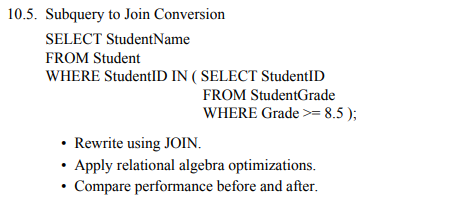 10.5. Subquery to Join Conversion
SELECT StudentName
FROM Student
WHERE StudentID IN ( SELECT StudentID
FROM StudentGrade
WHERE Grade >= 8.5 );
• Rewrite using JOIN.
• Apply relational algebra optimizations.
• Compare performance before and after.